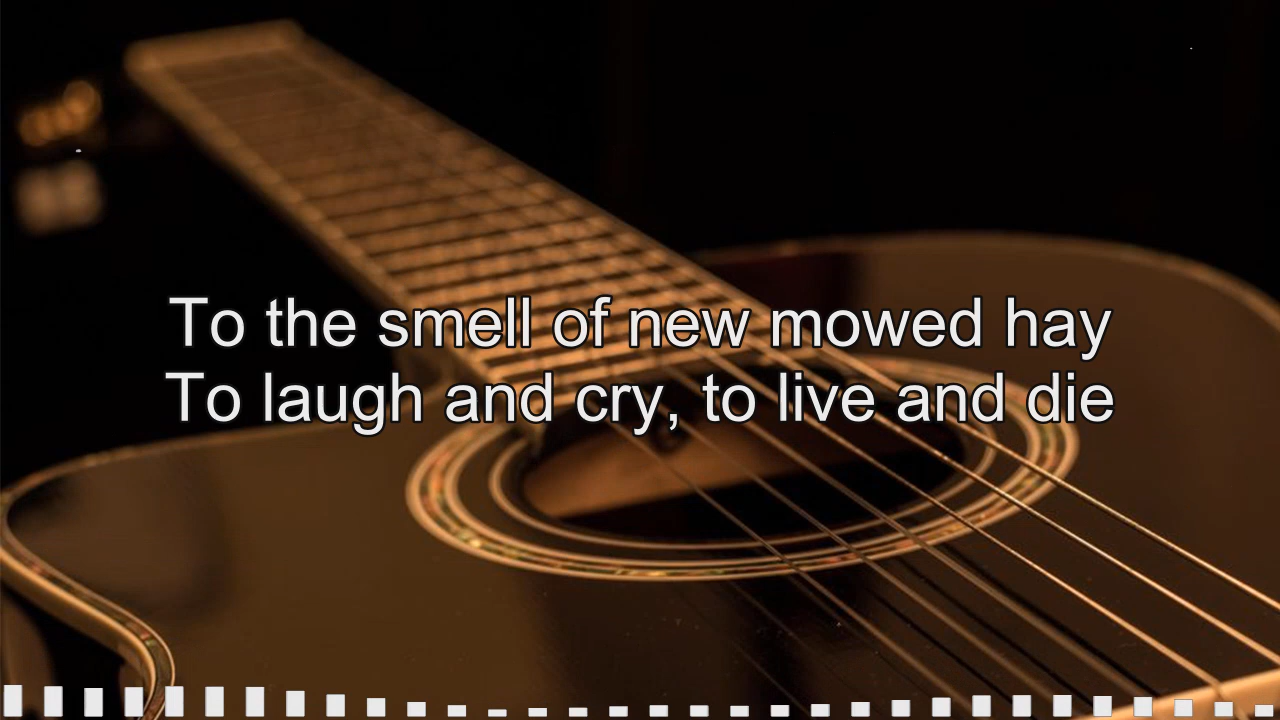 To the smell of new mowed hay
To laugh and cry, to live and die